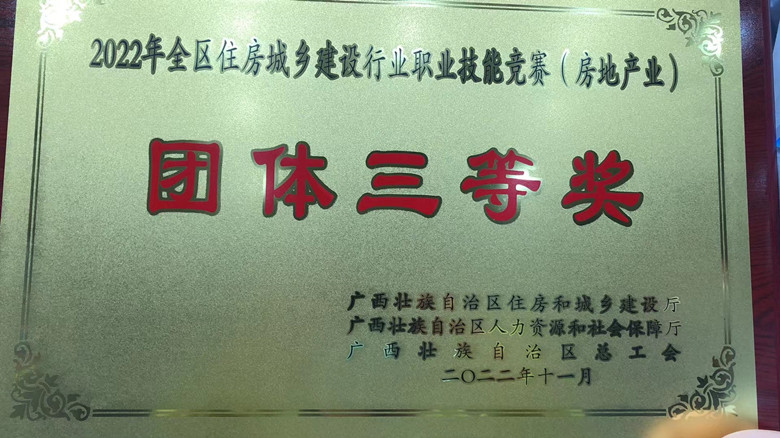 2022年全区住房城乡建设行业职业技能竞赛（房地产业）
团体三等奖
广西壮族自治区住房和城乡建设厅
广西壮族自治区人力资源和社会保障厅
广西壮族自治区总工会
二〇二二年十一月